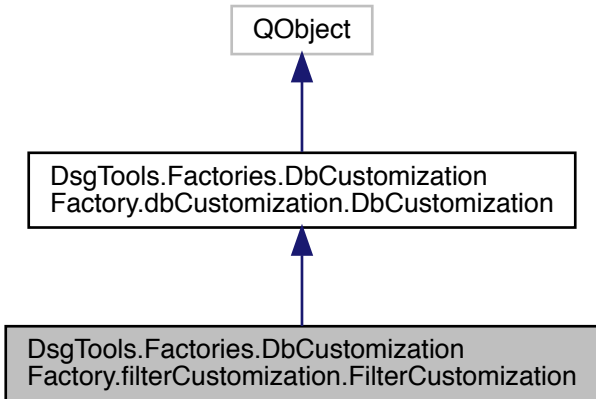 QObject
DsgTools.Factories.DbCustomization
Factory.dbCustomization.DbCustomization
DsgTools.Factories.DbCustomization
Factory.filterCustomization.FilterCustomization